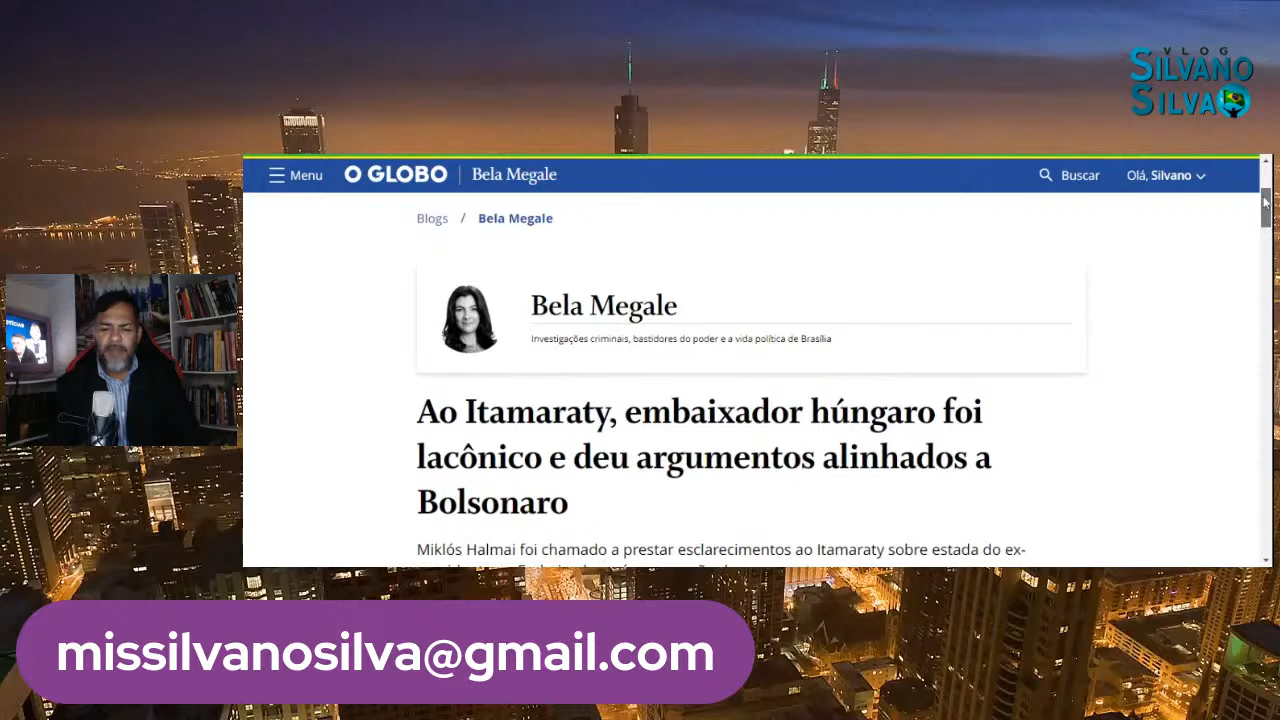 VLOG
SILVANO
SILVA
Menu
O GLOBO
Bela Megale
Buscar
Olá, Silvano
Blogs / Bela Megale
Bela Megale
Investigações criminais, bastidores do poder e a vida política de Brasília
Ao Itamaraty, embaixador húngaro foi
lacônico e deu argumentos alinhados a
Bolsonaro
Miklós Halmai foi chamado a prestar esclarecimentos ao Itamaraty sobre estada do ex-
missilvanosilva@gmail.com